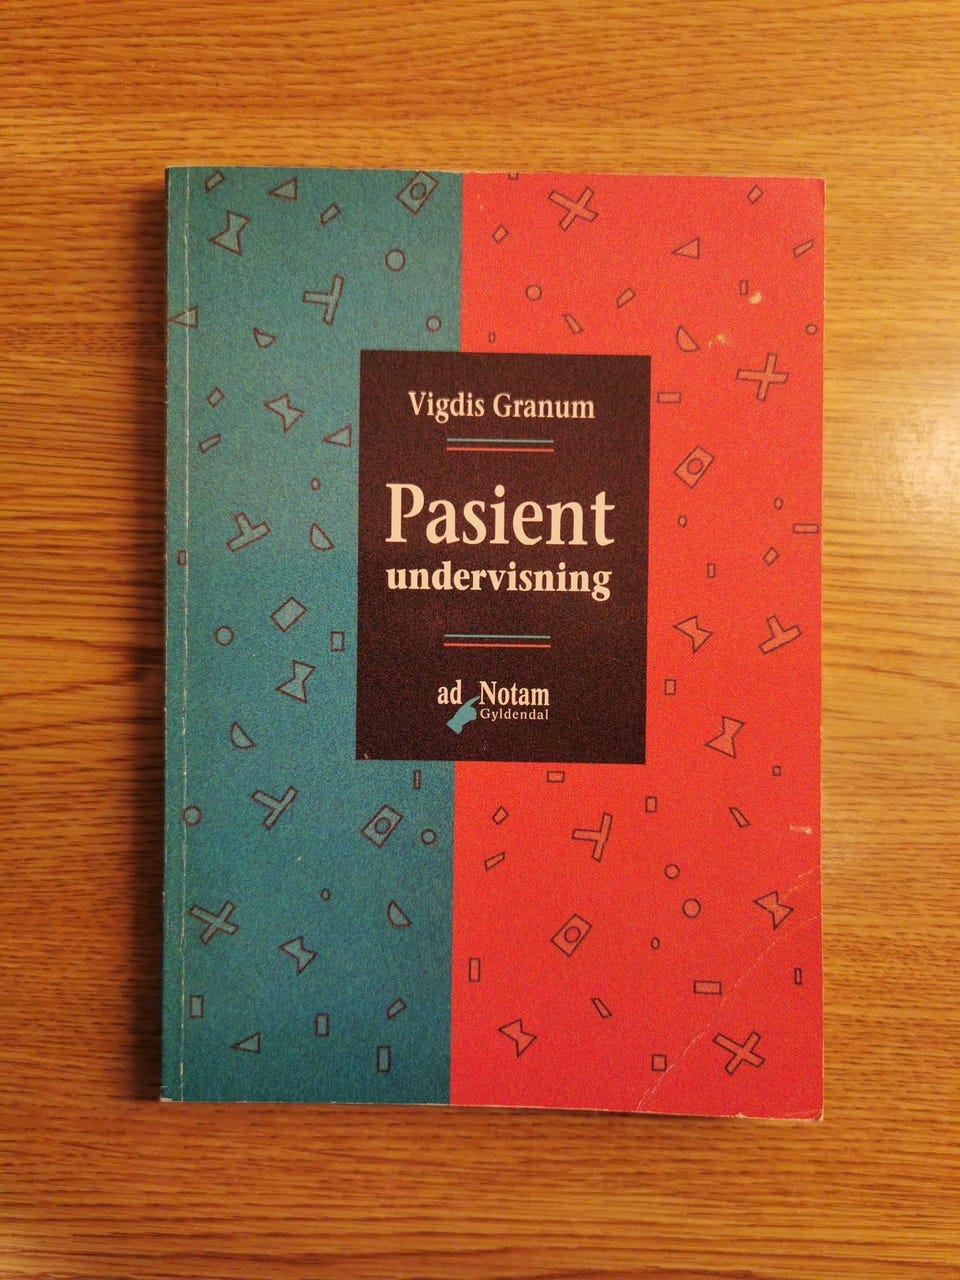 Vigdis Granum
Pasient
undervisning
ad Notam
Gyldendal